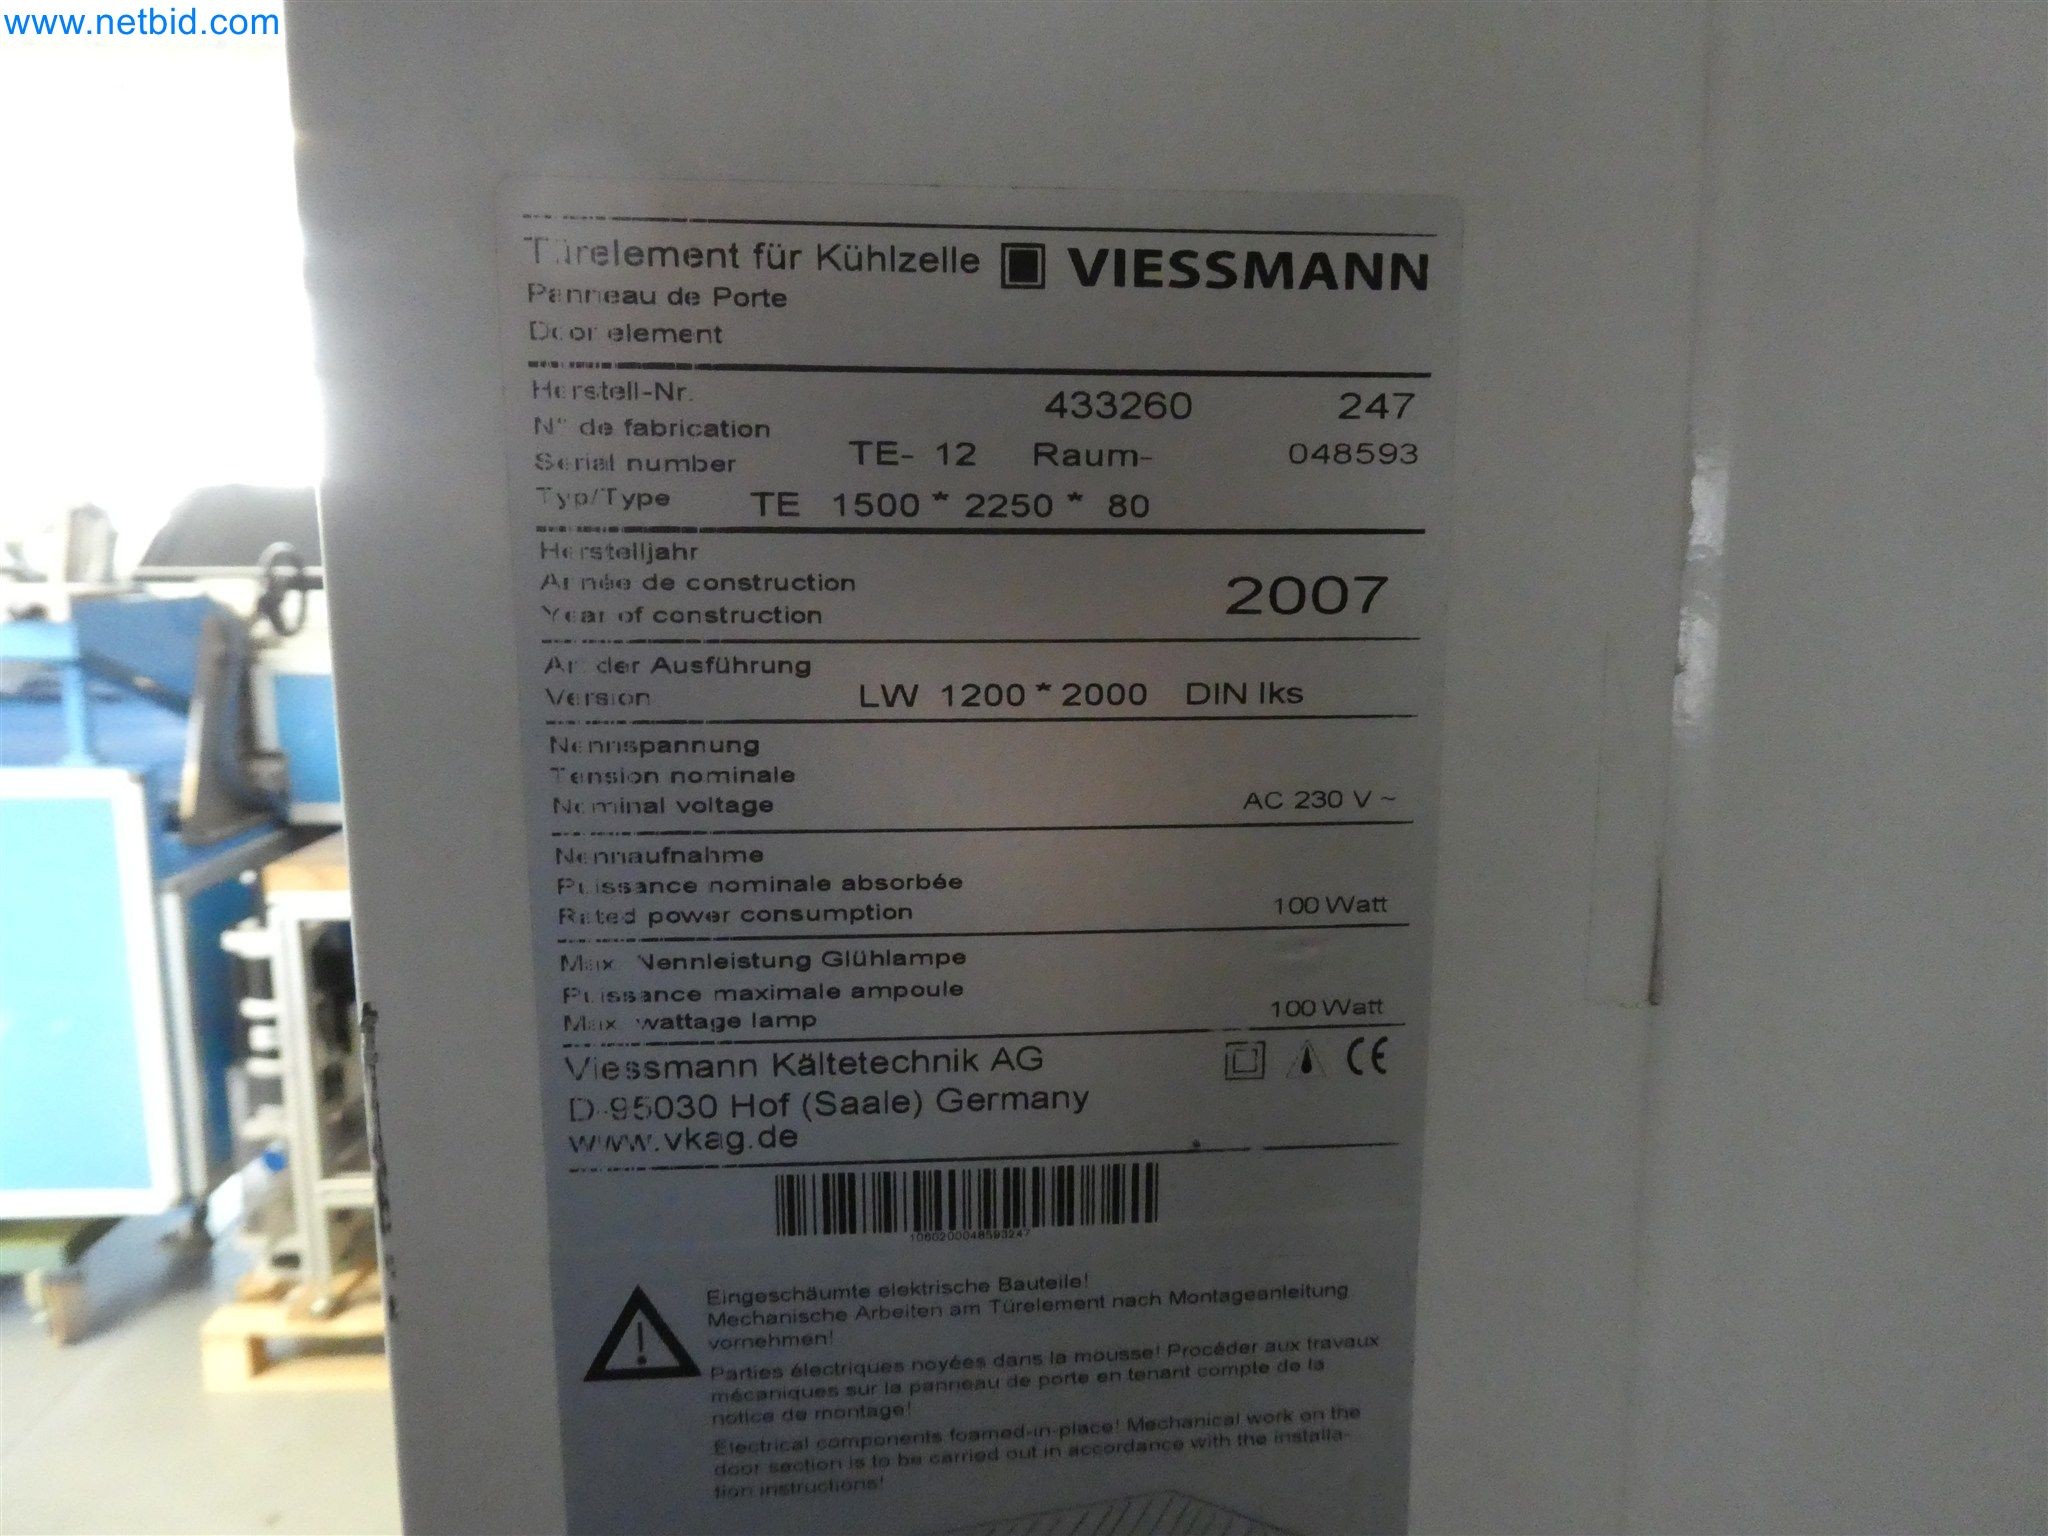 www.netbid.com
Türelement für Kühlzelle VIESSMANN
Panneau de Porte
Door element
Herstell-Nr. 433260 247
N° de fabrication
Serial number TE- 12 Raum- 048593
Typ/Type TE 1500 * 2250 * 80
Herstelljahr
Année de construction 2007
Year of construction
Art der Ausführung
Version LW 1200 * 2000 DIN lks
Nennspannung
Tension nominale
Nominal voltage AC 230 V ~
Nennaufnahme
Puissance nominale absorbée
Rated power consumption 100 Watt
Max. Nennleistung Glühlampe
Puissance maximale ampoule
Max. wattage lamp 100 Watt
Viessmann Kältetechnik AG CE
D-95030 Hof (Saale) Germany
www.vkag.de
1060200048593247
Eingeschäumte elektrische Bauteile!
Mechanische Arbeiten am Türelement nach Montageanleitung
vornehmen!
Parties électriques noyées dans la mousse! Procéder aux travaux
mécaniques sur la panneau de porte en tenant compte de la
notice de montage!
Electrical components foamed-in-place! Mechanical work on the
door section is to be carried out in accordance with the installa-
tion instructions!